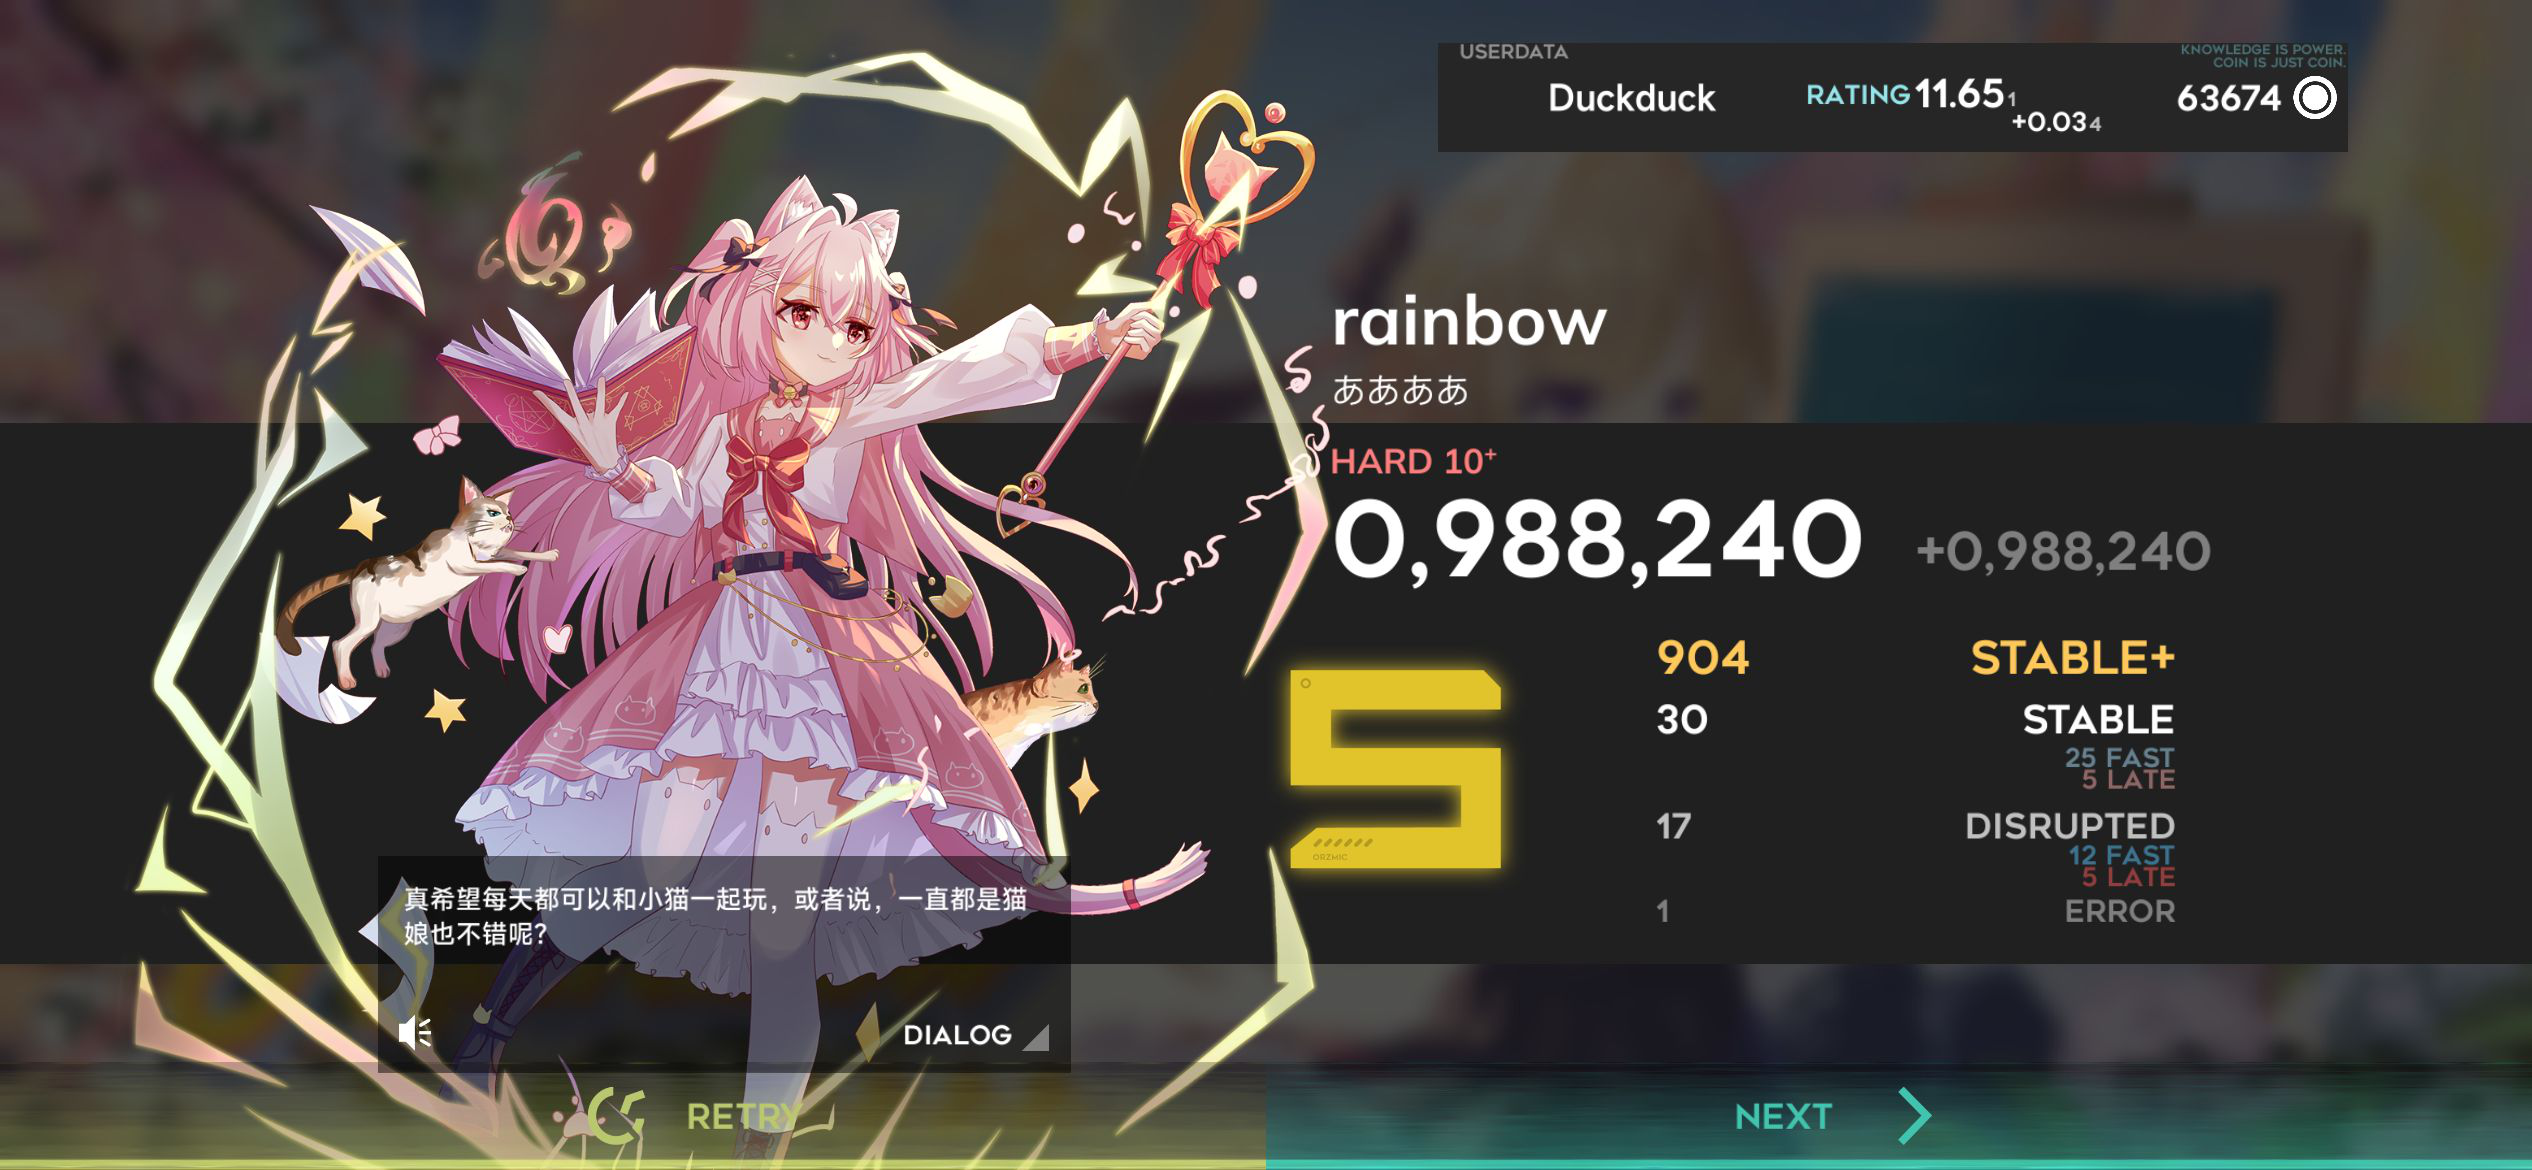 USERDATA
KNOWLEDGE IS POWER.
COIN IS JUST COIN.
Duckduck
RATING 11.651
+0.034
63674
rainbow
ああああ
HARD 10+
0,988,240
+0,988,240
904 STABLE+
30 STABLE
25 FAST
5 LATE
17 DISRUPTED
12 FAST
5 LATE
1 ERROR
S
ORZMIC
真希望每天都可以和小猫一起玩，或者说，一直都是猫
娘也不错呢？
DIALOG
RETRY
NEXT